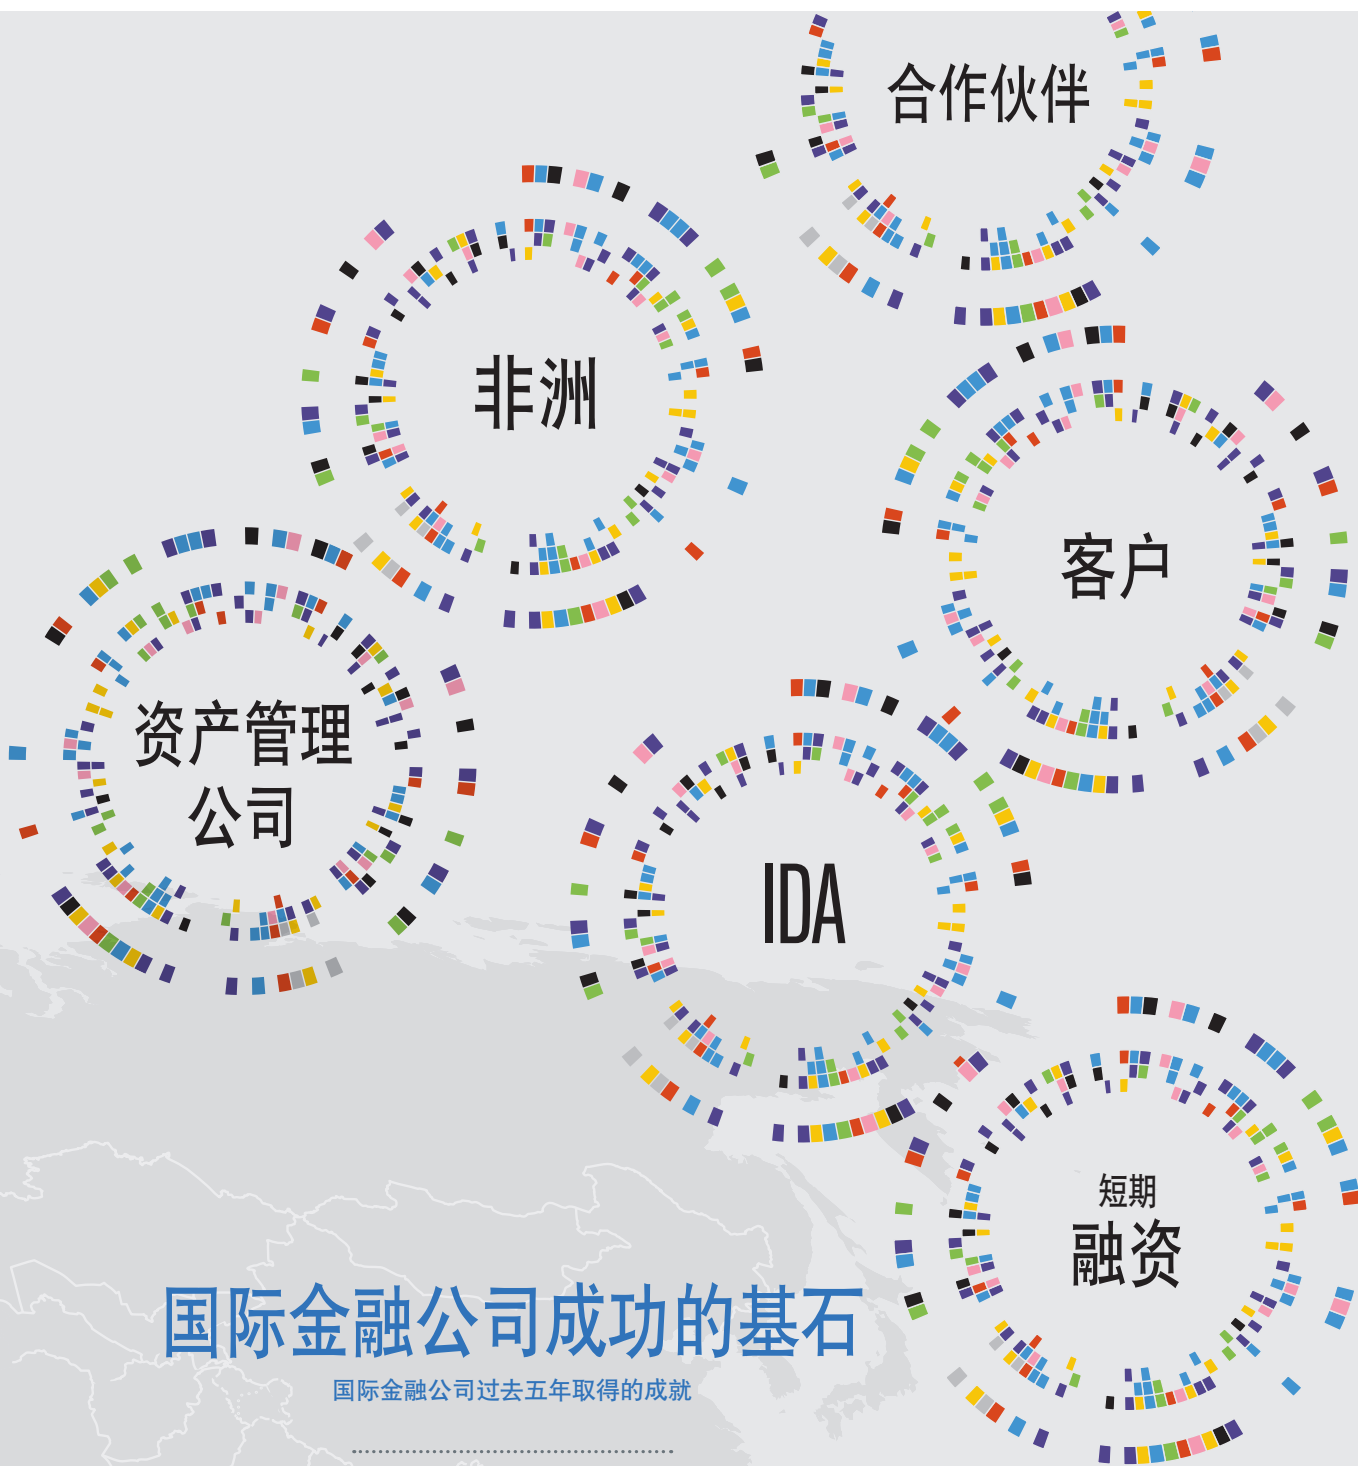 合作伙伴
非洲
客户
资产管理
公司
IDA
短期
融资
国际金融公司成功的基石
国际金融公司过去五年取得的成就